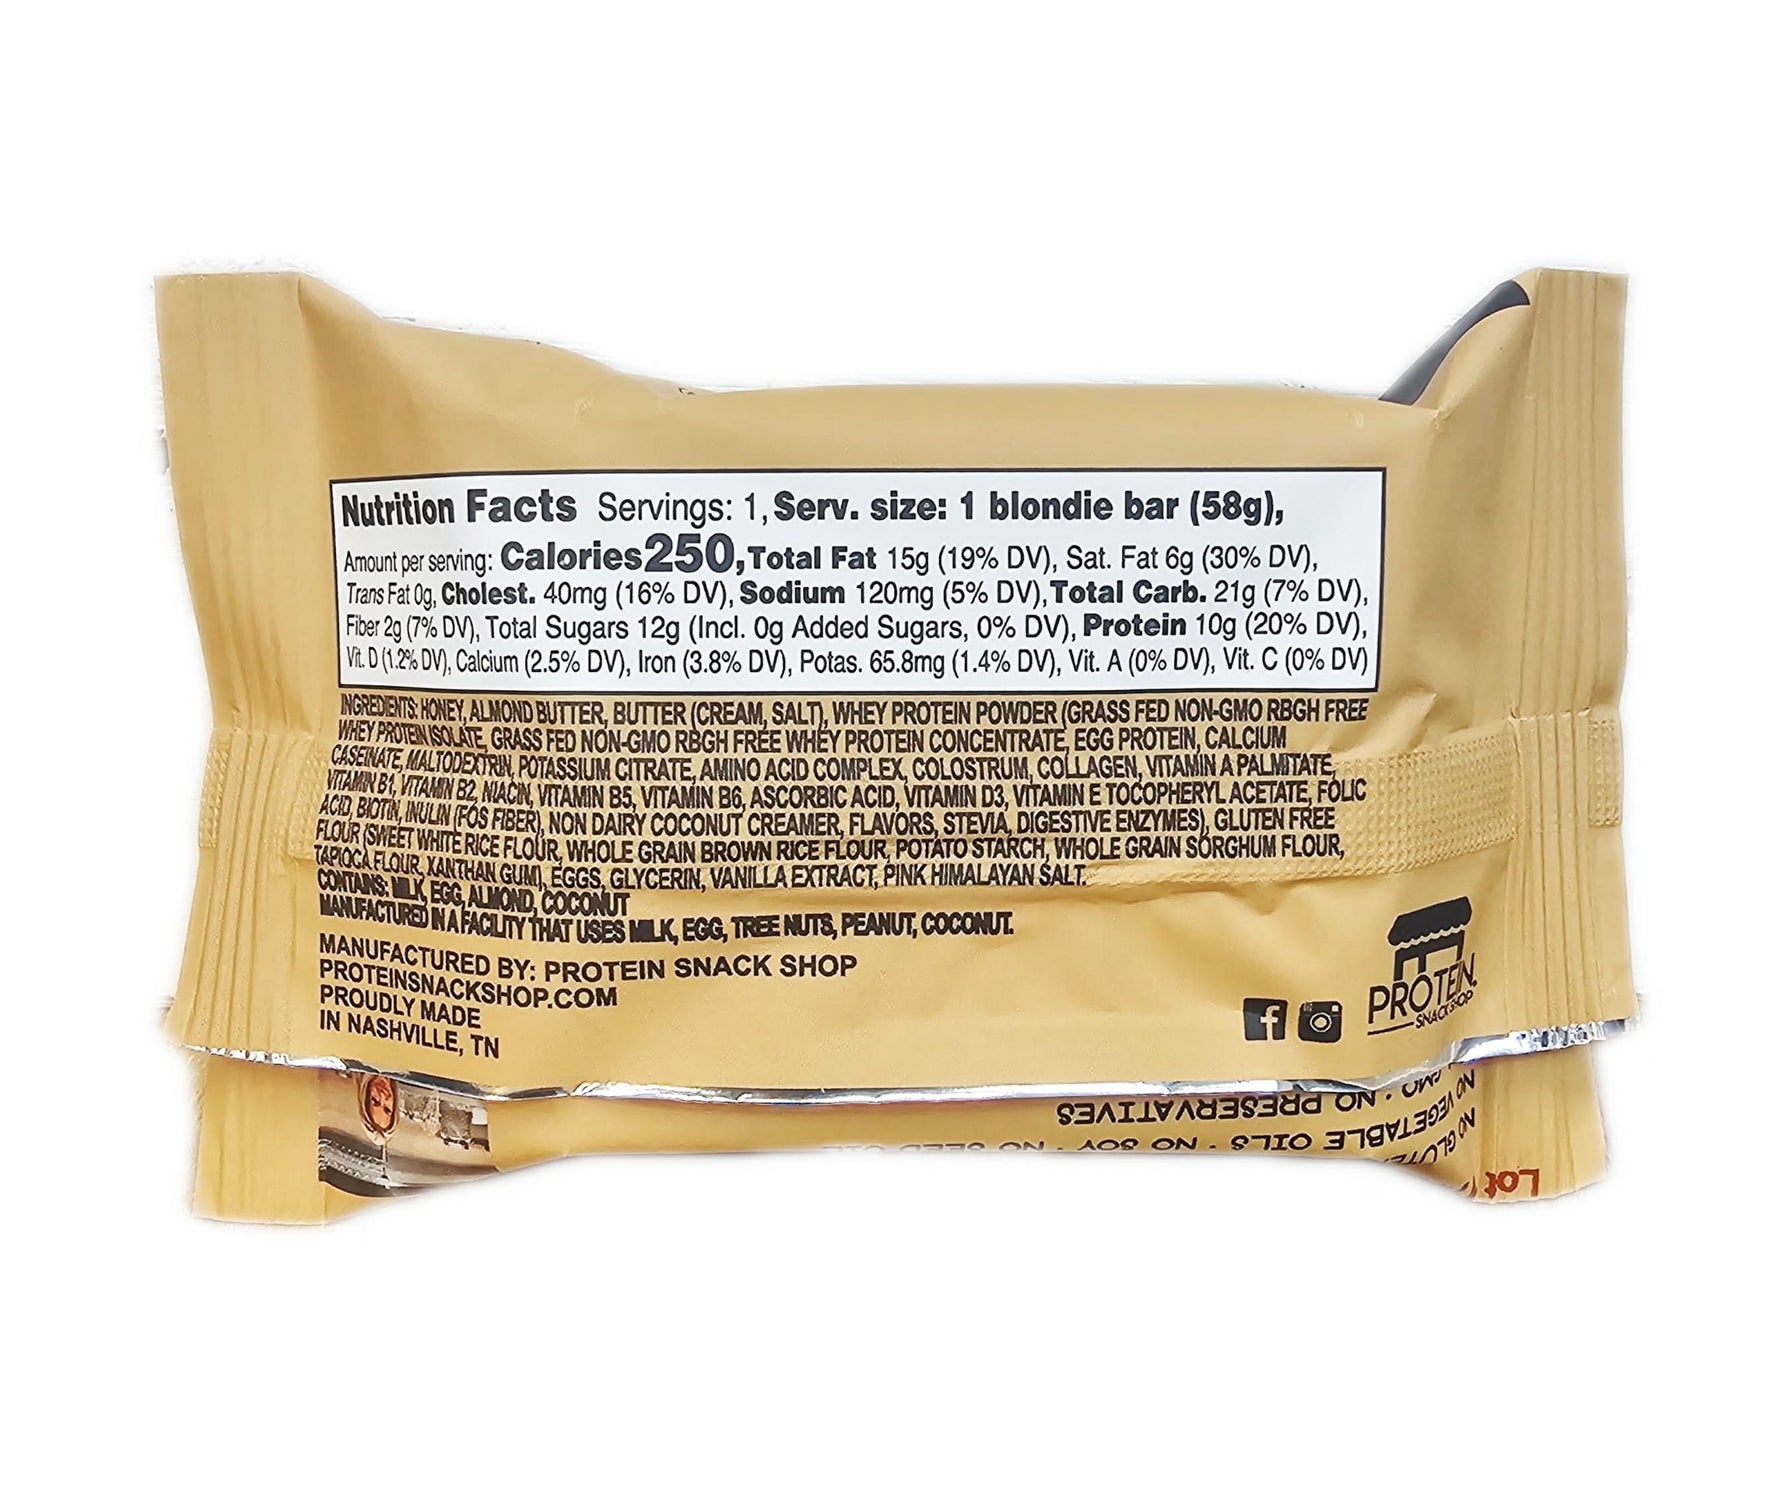 Nutrition Facts Servings: 1, Serv. size: 1 blondie bar (58g),
Amount per serving: Calories 250, Total Fat 15g (19% DV), Sat. Fat 6g (30% DV),
Trans Fat 0g, Cholest. 40mg (16% DV), Sodium 120mg (5% DV), Total Carb. 21g (7% DV),
Fiber 2g (7% DV), Total Sugars 12g (Incl. 0g Added Sugars, 0% DV), Protein 10g (20% DV),
Vit. D (1.2% DV), Calcium (2.5% DV), Iron (3.8% DV), Potas. 65.8mg (1.4% DV), Vit. A (0% DV), Vit. C (0% DV)
INGREDIENTS: HONEY, ALMOND BUTTER, BUTTER (CREAM, SALT), WHEY PROTEIN POWDER (GRASS FED NON-GMO RBGH FREE
WHEY PROTEIN ISOLATE, GRASS FED NON-GMO RBGH FREE WHEY PROTEIN CONCENTRATE, EGG PROTEIN, CALCIUM
CASEINATE, MALTODEXTRIN, POTASSIUM CITRATE, AMINO ACID COMPLEX, COLOSTRUM, COLLAGEN, VITAMIN A PALMITATE,
VITAMIN B1, VITAMIN B2, NIACIN, VITAMIN B5, VITAMIN B6, ASCORBIC ACID, VITAMIN D3, VITAMIN E TOCOPHERYL ACETATE, FOLIC
ACID, BIOTIN, INULIN (FOS FIBER), NON DAIRY COCONUT CREAMER, FLAVORS, STEVIA, DIGESTIVE ENZYMES), GLUTEN FREE
FLOUR (SWEET WHITE RICE FLOUR, WHOLE GRAIN BROWN RICE FLOUR, POTATO STARCH, WHOLE GRAIN SORGHUM FLOUR,
TAPIOCA FLOUR, XANTHAN GUM), EGGS, GLYCERIN, VANILLA EXTRACT, PINK HIMALAYAN SALT.
CONTAINS: MILK, EGG, ALMOND, COCONUT
MANUFACTURED IN A FACILITY THAT USES MILK, EGG, TREE NUTS, PEANUT, COCONUT.
MANUFACTURED BY: PROTEIN SNACK SHOP
PROTEINSNACKSHOP.COM
PROUDLY MADE
IN NASHVILLE, TN
PROTEIN
SNACK SHOP
NO · NO PRESERVATIVES
NO VEGETABLE OILS · NO SOY · NO SEED
Lot